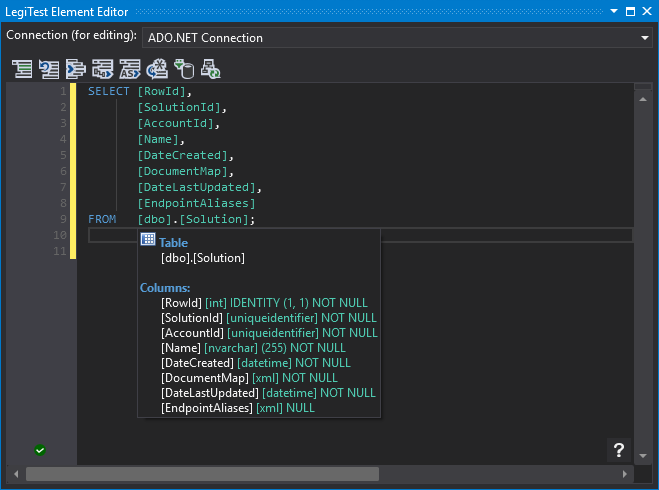 LegiTest Element Editor
Connection (for editing): ADO.NET Connection
1 SELECT [RowId],
2 [SolutionId],
3 [AccountId],
4 [Name],
5 [DateCreated],
6 [DocumentMap],
7 [DateLastUpdated],
8 [EndpointAliases]
9 FROM [dbo].[Solution];
10
11
Table
[dbo].[Solution]
Columns:
[RowId] [int] IDENTITY (1, 1) NOT NULL
[SolutionId] [uniqueidentifier] NOT NULL
[AccountId] [uniqueidentifier] NOT NULL
[Name] [nvarchar] (255) NOT NULL
[DateCreated] [datetime] NOT NULL
[DocumentMap] [xml] NOT NULL
[DateLastUpdated] [datetime] NOT NULL
[EndpointAliases] [xml] NULL
?